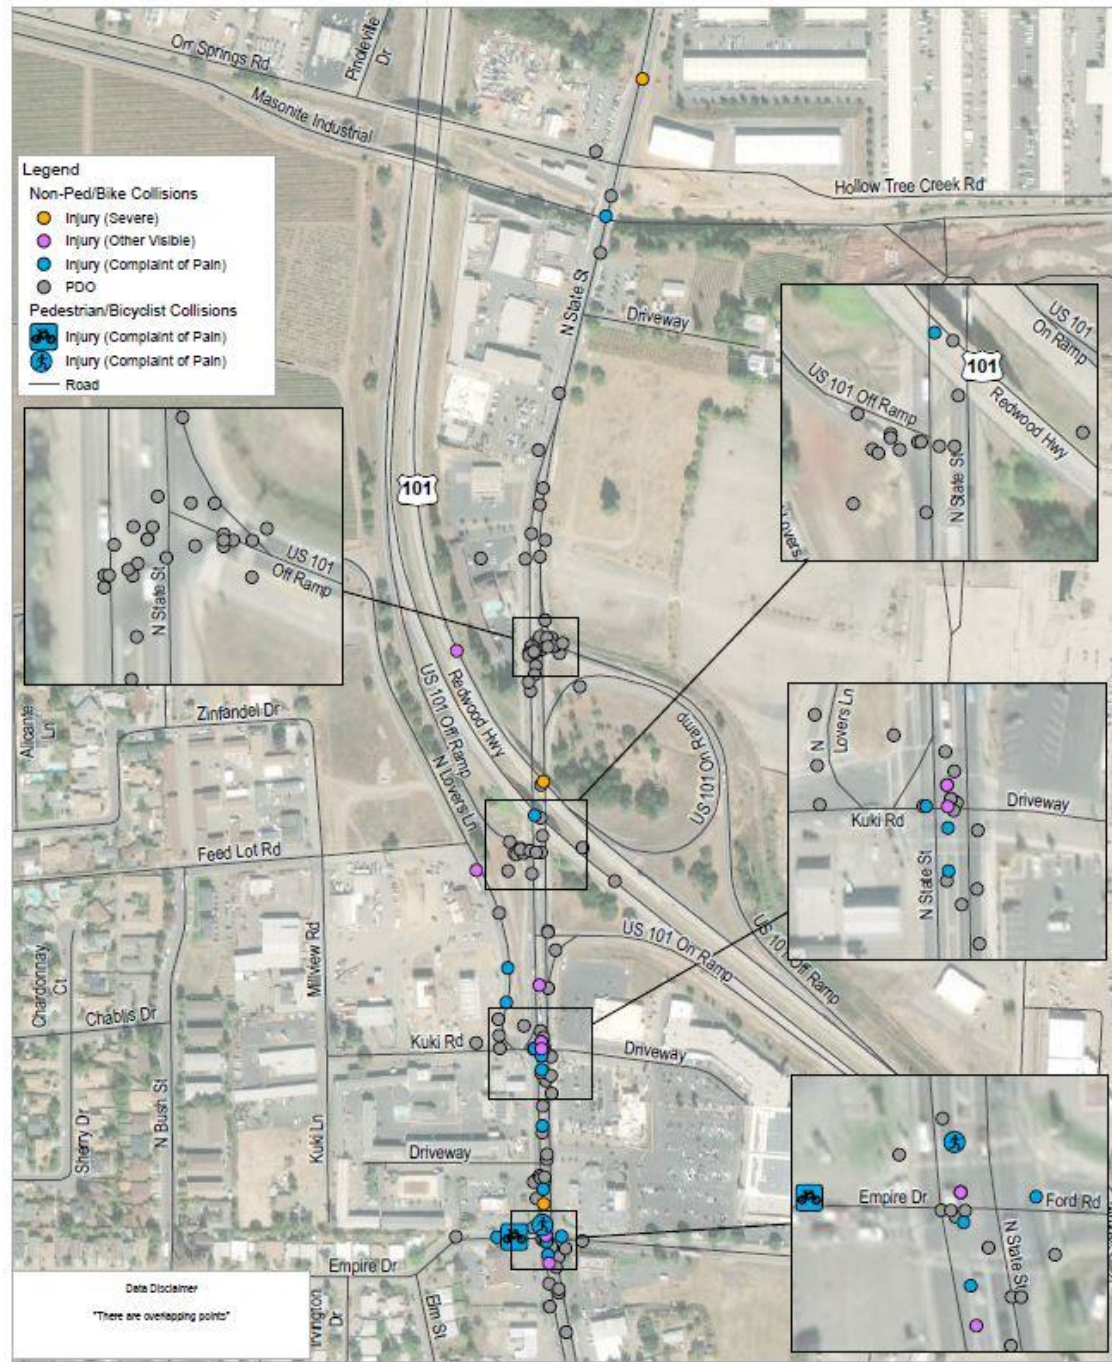 Orr Springs Rd
Pindeville
Dr
Masonite Industrial
Hollow Tree Creek Rd
Legend
Non-Ped/Bike Collisions
Injury (Severe)
Injury (Other Visible)
Injury (Complaint of Pain)
PDO
Pedestrian/Bicyclist Collisions
Injury (Complaint of Pain)
Injury (Complaint of Pain)
Road
N State St
Driveway
101
US 101
On Ramp
101
US 101 Off Ramp
Redwood Hwy
N State St
Lovers
US 101
Off Ramp
N State St
Alicante
Ln
Zinfandel Dr
US 101 Off Ramp
Redwood Hwy
N Lovers Ln
US 101 On Ramp
N
Lovers Ln
Driveway
Kuki Rd
N State St
Feed Lot Rd
US 101 On Ramp
US 101 Off Ramp
Chardonnay
Ct
Millview Rd
Chablis Dr
Kuki Rd
Driveway
Sherry Dr
N Bush St
Kuki Ln
Driveway
Empire Dr
Ford Rd
N State St
Empire Dr
Elm St
Irvington
Dr
Data Disclaimer
"There are overlapping points"